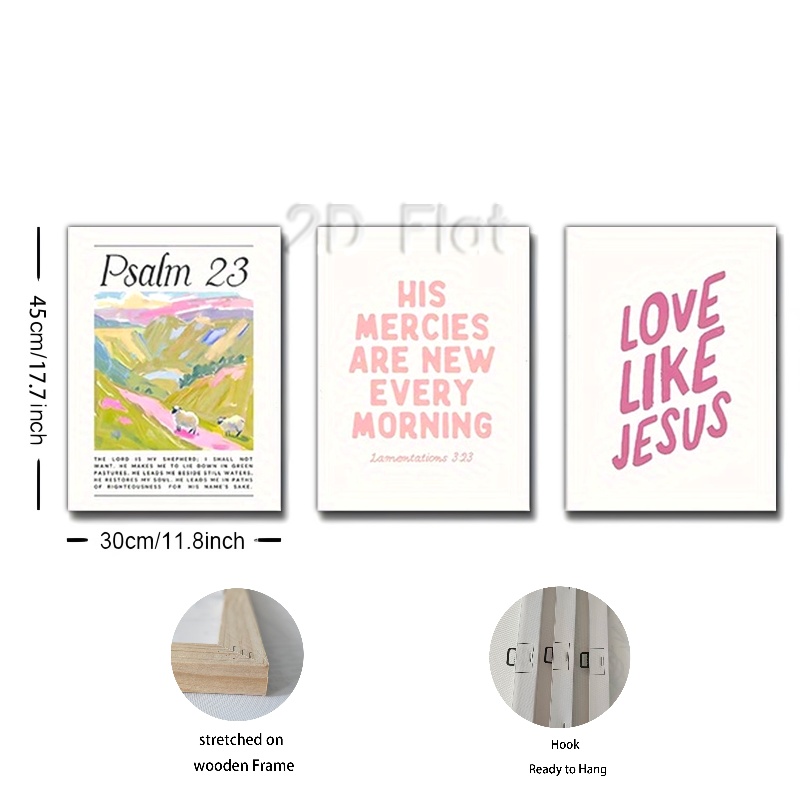 2D Flat
45cm/17.7inch
Psalm 23
THE LORD IS MY SHEPHERD; I SHALL NOT
WANT. HE MAKES ME TO LIE DOWN IN GREEN
PASTURES. HE LEADS ME BESIDE STILL WATERS.
HE RESTORES MY SOUL. HE LEADS ME IN PATHS
OF RIGHTEOUSNESS FOR HIS NAME'S SAKE.
HIS
MERCIES
ARE NEW
EVERY
MORNING
Lamentations 3:23
LOVE
LIKE
JESUS
30cm/11.8inch
stretched on
wooden Frame
Hook
Ready to Hang